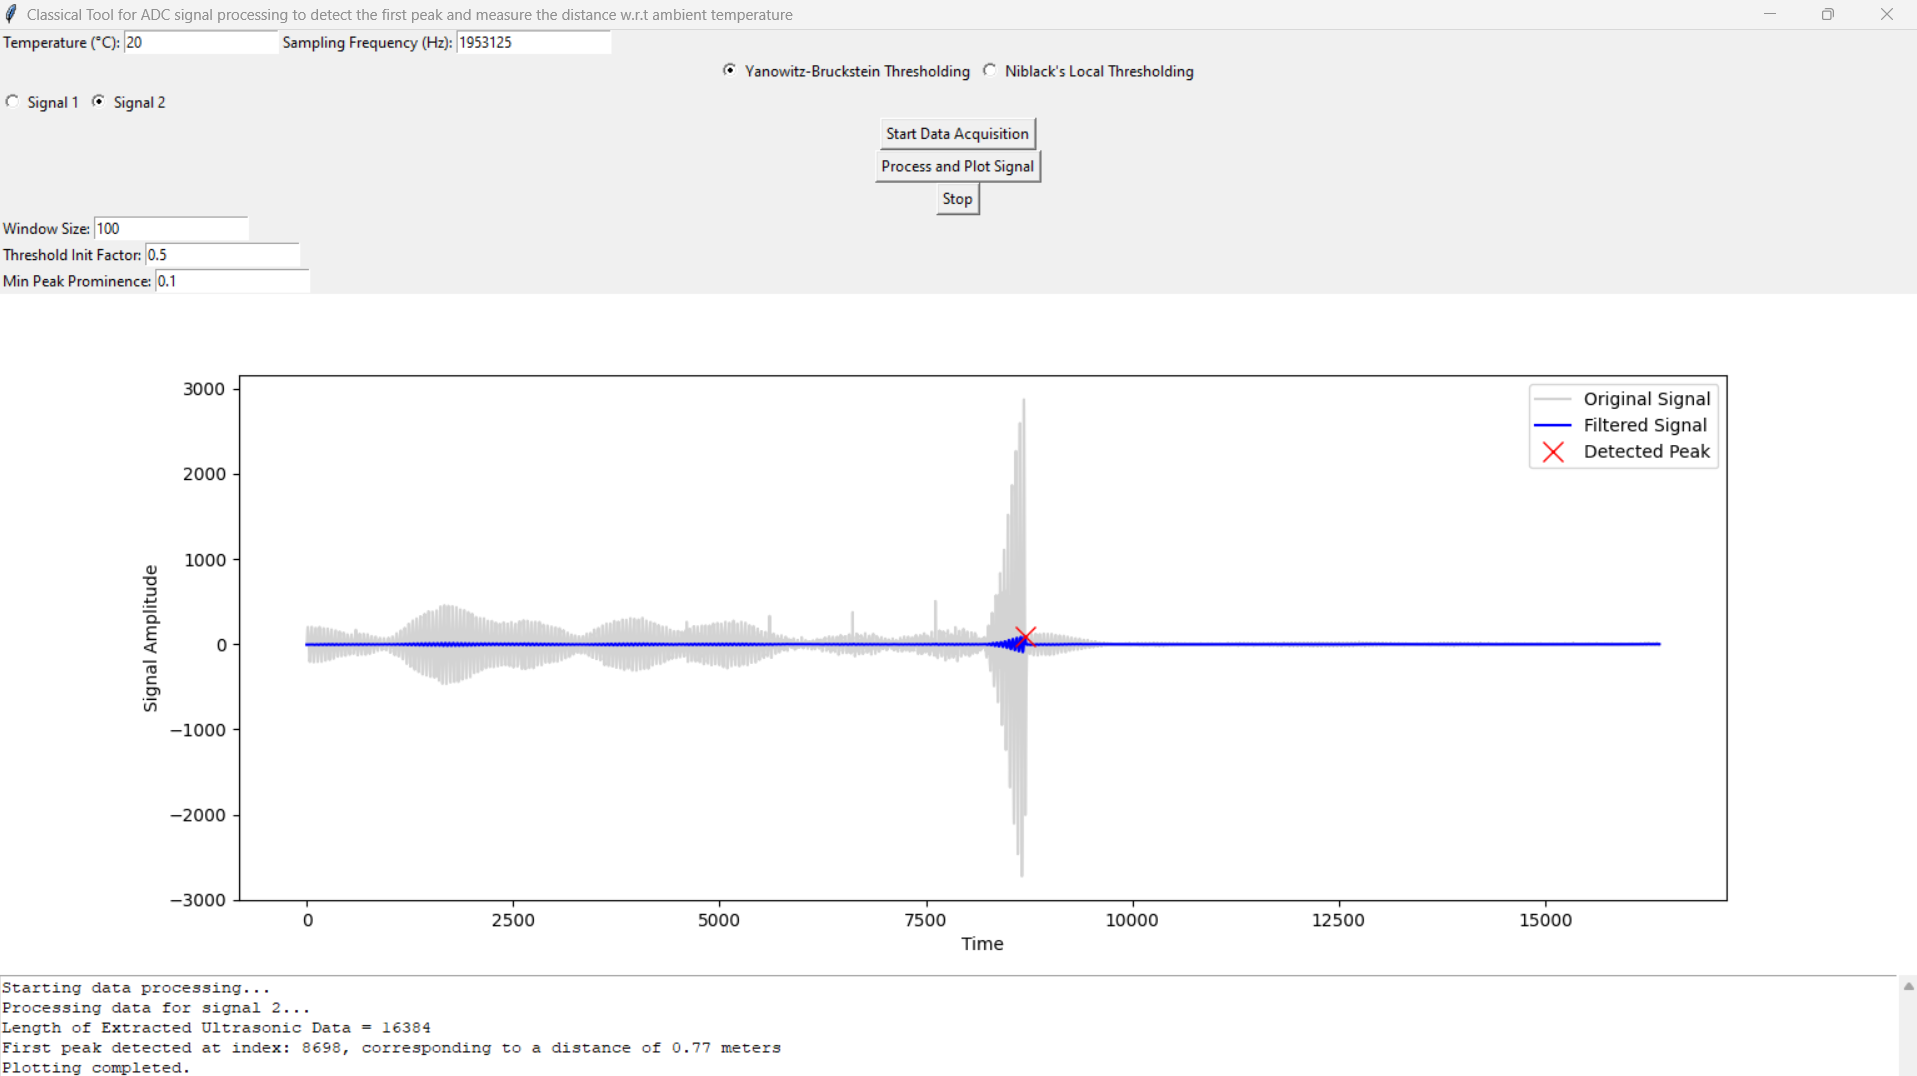 Classical Tool for ADC signal processing to detect the first peak and measure the distance w.r.t ambient temperature
Temperature (°C): 20 Sampling Frequency (Hz): 1953125
Yanowitz-Bruckstein Thresholding Niblack's Local Thresholding
Signal 1 Signal 2
Start Data Acquisition
Process and Plot Signal
Stop
Window Size: 100
Threshold Init Factor: 0.5
Min Peak Prominence: 0.1
Original Signal
Filtered Signal
Detected Peak
3000
2000
1000
0
−1000
−2000
−3000
Signal Amplitude
0 2500 5000 7500 10000 12500 15000
Time
Starting data processing...
Processing data for signal 2...
Length of Extracted Ultrasonic Data = 16384
First peak detected at index: 8698, corresponding to a distance of 0.77 meters
Plotting completed.